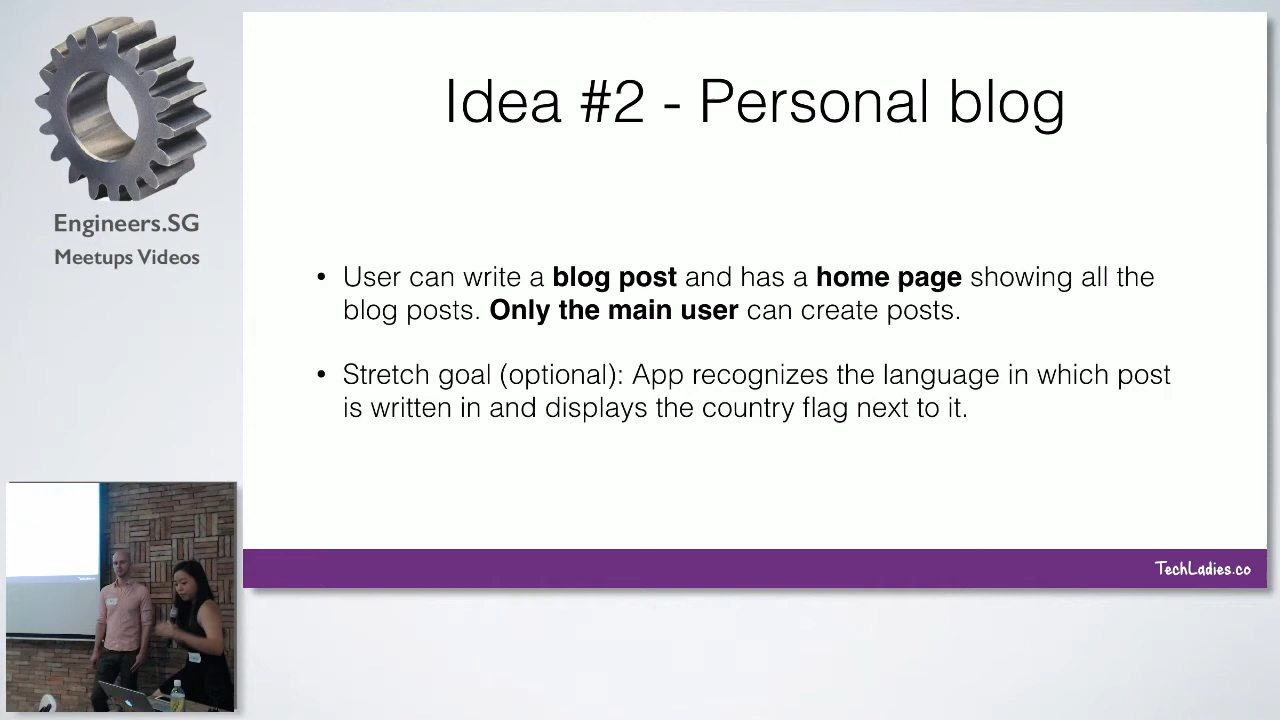 Engineers.SG
Meetups Videos
Idea #2 - Personal blog
• User can write a blog post and has a home page showing all the
blog posts. Only the main user can create posts.
• Stretch goal (optional): App recognizes the language in which post
is written in and displays the country flag next to it.
TechLadies.co